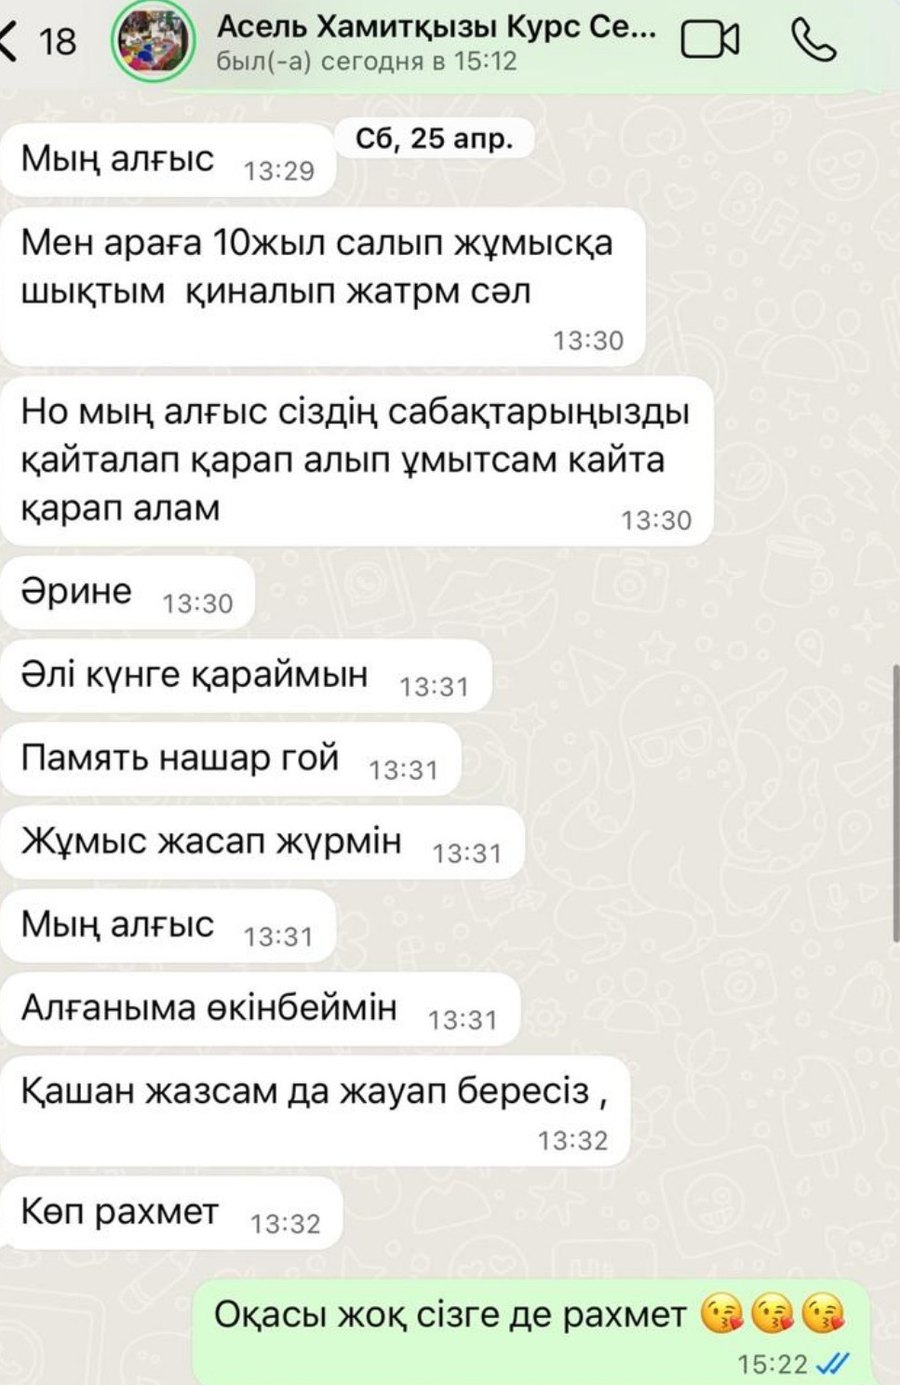 18
Асель Хамитқызы Курс Се...
был(-а) сегодня в 15:12
Сб, 25 апр.
Мың алғыс 13:29
Мен араға 10жыл салып жұмысқа
шықтым қиналып жатрм сәл
13:30
Но мың алғыс сіздің сабақтарыңызды
қайталап қарап алып ұмытсам кайта
қарап алам 13:30
Әрине 13:30
Әлі күнге қараймын 13:31
Память нашар гой 13:31
Жұмыс жасап жүрмін 13:31
Мың алғыс 13:31
Алғаныма өкінбеймін 13:31
Қашан жазсам да жауап бересіз ,
13:32
Көп рахмет 13:32
Оқасы жоқ сізге де рахмет 😘😘😘
15:22